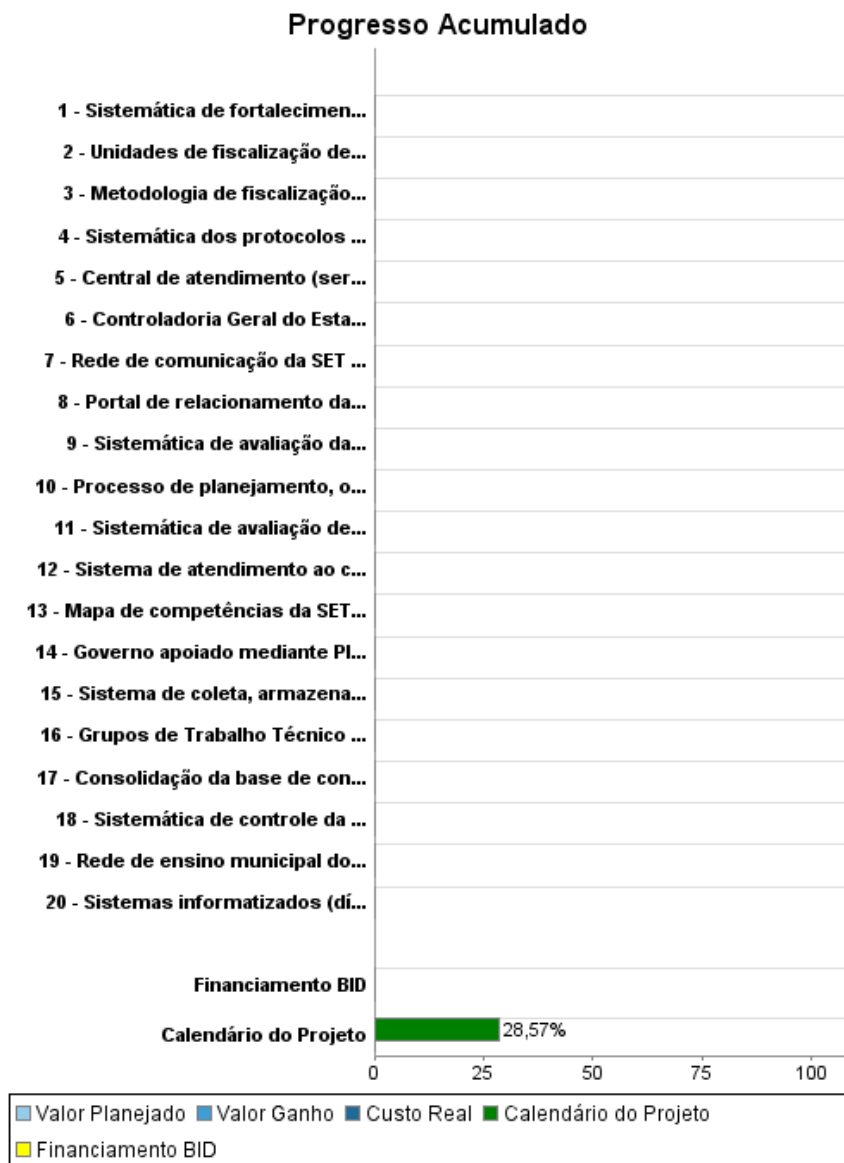 Progresso Acumulado
1 - Sistemática de fortalecimen...
2 - Unidades de fiscalização de...
3 - Metodologia de fiscalização...
4 - Sistemática dos protocolos ...
5 - Central de atendimento (ser...
6 - Controladoria Geral do Esta...
7 - Rede de comunicação da SET ...
8 - Portal de relacionamento da...
9 - Sistemática de avaliação da...
10 - Processo de planejamento, o...
11 - Sistemática de avaliação de...
12 - Sistema de atendimento ao c...
13 - Mapa de competências da SET...
14 - Governo apoiado mediante Pl...
15 - Sistema de coleta, armazena...
16 - Grupos de Trabalho Técnico ...
17 - Consolidação da base de con...
18 - Sistemática de controle da ...
19 - Rede de ensino municipal do...
20 - Sistemas informatizados (dí...
Financiamento BID
Calendário do Projeto 28,57%
0 25 50 75 100
Valor Planejado Valor Ganho Custo Real Calendário do Projeto
Financiamento BID